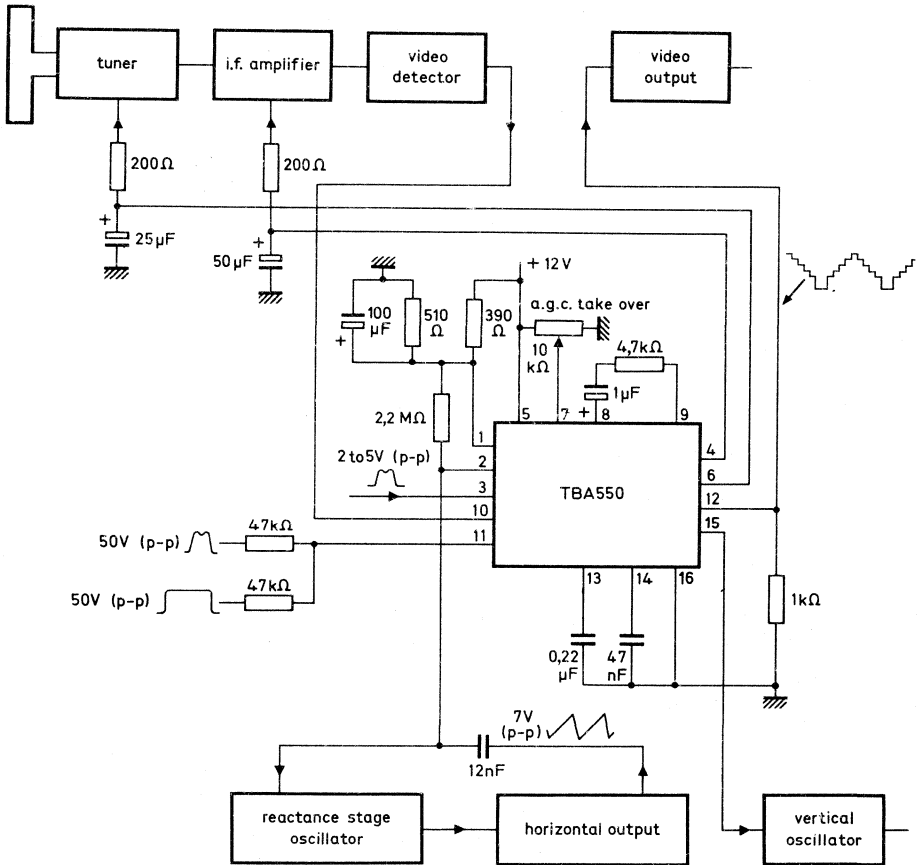 tuner
i.f. amplifier
video
detector
video
output
200Ω
200Ω
+
25μF
+
50μF
100
μF
+
510
Ω
390
Ω
+ 12V
a.g.c. take over
10
kΩ
4,7kΩ
1μF
+
2,2 MΩ
5
7
8
9
1
2
3
10
11
4
6
12
15
TBA550
2 to 5V (p-p)
50V (p-p)
47kΩ
50V (p-p)
47kΩ
13
14
16
0,22
μF
47
nF
1kΩ
7V
(p-p)
12nF
reactance stage
oscillator
horizontal output
vertical
oscillator